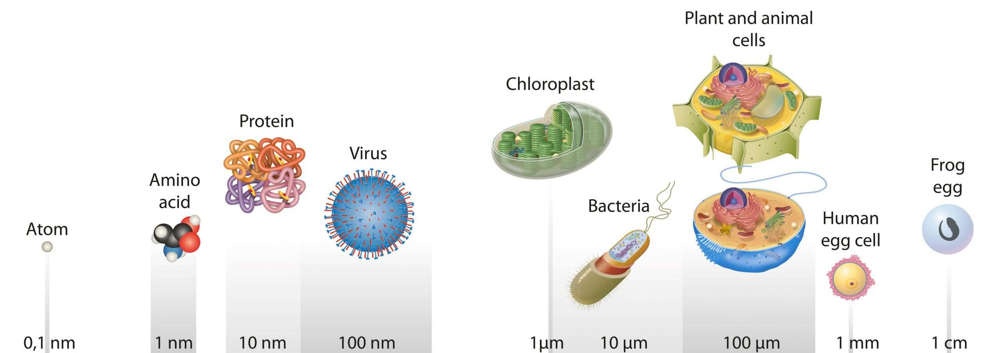 Plant and animal
cells
Chloroplast
Protein
Virus
Amino
acid
Atom
Bacteria
Frog
egg
Human
egg cell
0,1 nm
1 nm
10 nm
100 nm
1µm
10 µm
100 µm
1 mm
1 cm